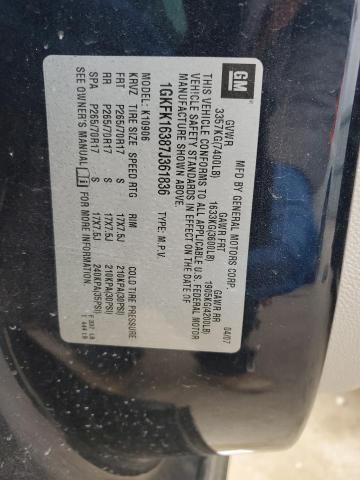 GM
MFD BY GENERAL MOTORS CORP. 04/07
GVWR GAWR FRT GAWR RR
3357KG(7400LB) 1633KG(3600LB) 1905KG(4200LB)
THIS VEHICLE CONFORMS TO ALL APPLICABLE U.S. FEDERAL MOTOR
VEHICLE SAFETY STANDARDS IN EFFECT ON THE DATE OF
MANUFACTURE SHOWN ABOVE.
1GKFK16387J361836 TYPE: M.P.V.
MODEL: K10906
KRVZ TIRE SIZE SPEED RTG RIM COLD TIRE PRESSURE
FRT P265/70R17 S 17X7.5J 210KPA(30PSI)
RR P265/70R17 S 17X7.5J 210KPA(30PSI)
SPA P265/70R17 S 17X7.5J 240KPA(35PSI)
SEE OWNER'S MANUAL FOR MORE INFORMATION.